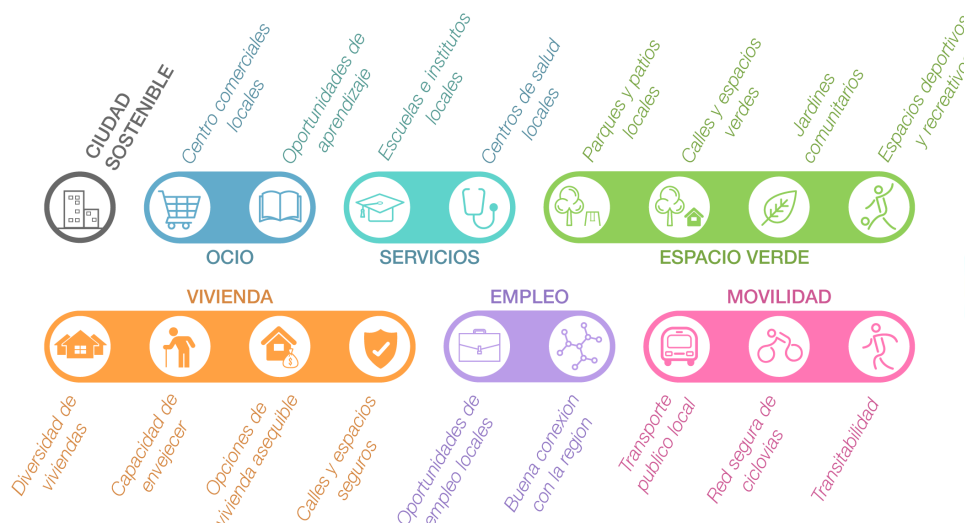 CIUDAD
SOSTENIBLE
Centro comerciales
locales
Oportunidades de
aprendizaje
Escuelas e institutos
locales
Centros de salud
locales
Parques y patios
locales
Calles y espacios
verdes
Jardines
comunitarios
Espacios deportivos
y recreativos
OCIO
SERVICIOS
ESPACIO VERDE
VIVIENDA
EMPLEO
MOVILIDAD
Diversidad de
viviendas
Capacidad de
envejecer
Opciones de
vivienda asequible
Calles y espacios
seguros
Oportunidades de
empleo locales
Buena conexion
con la region
Transporte
publico local
Red segura de
ciclovias
Transitabilidad